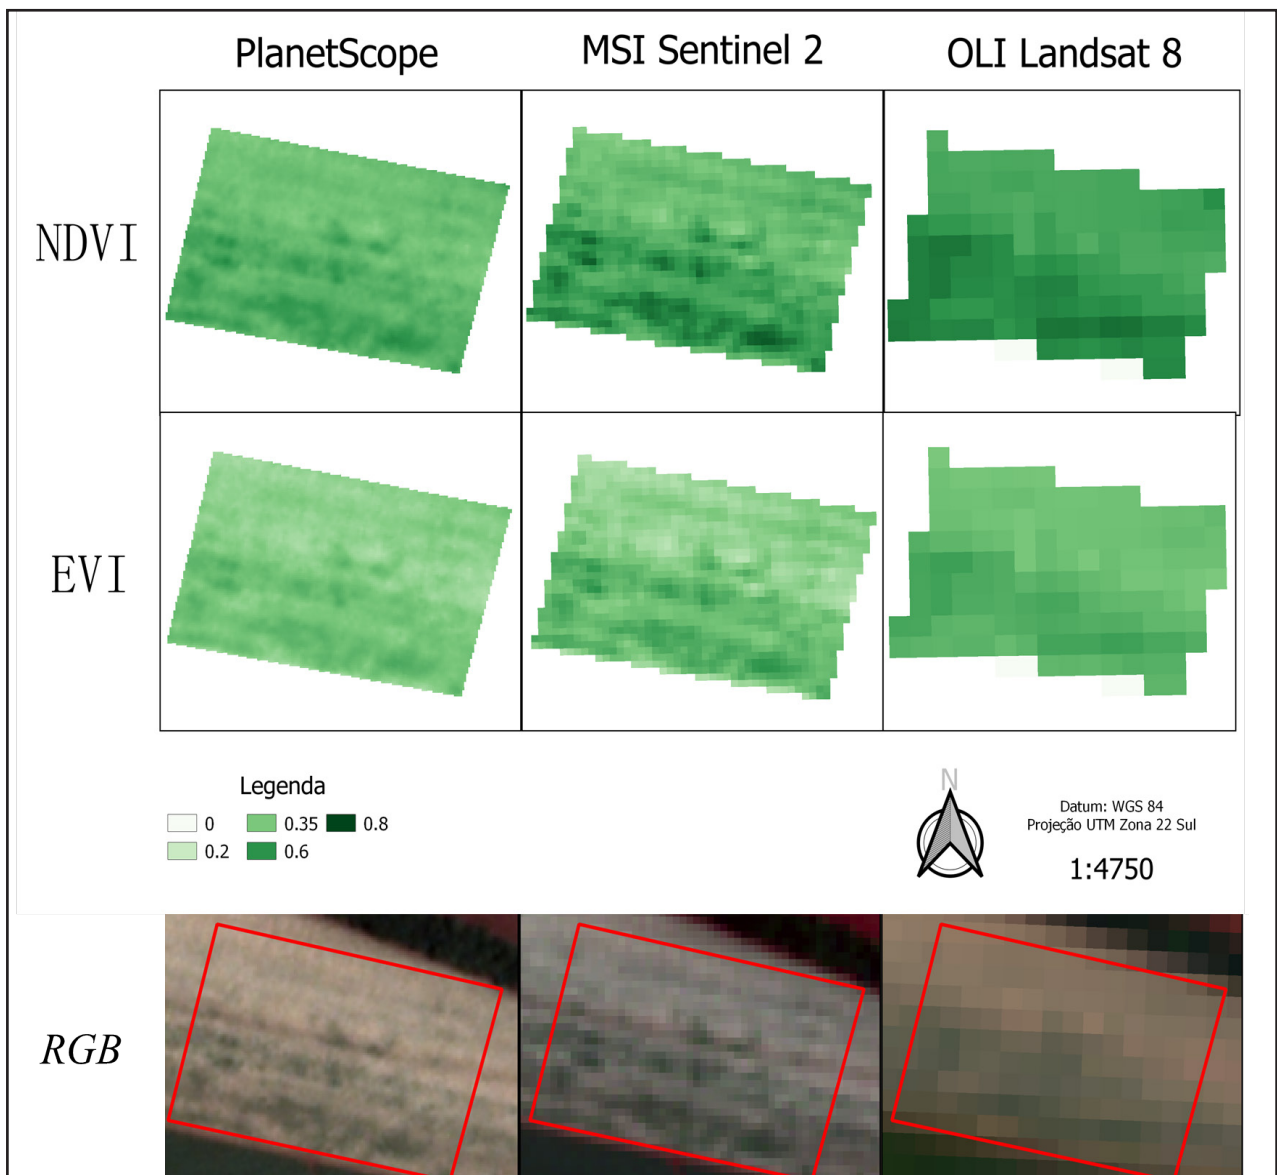 PlanetScope MSI Sentinel 2 OLI Landsat 8
NDVI
EVI
Legenda
0 0.35 0.8
0.2 0.6
N
Datum: WGS 84
Projeção UTM Zona 22 Sul
1:4750
RGB